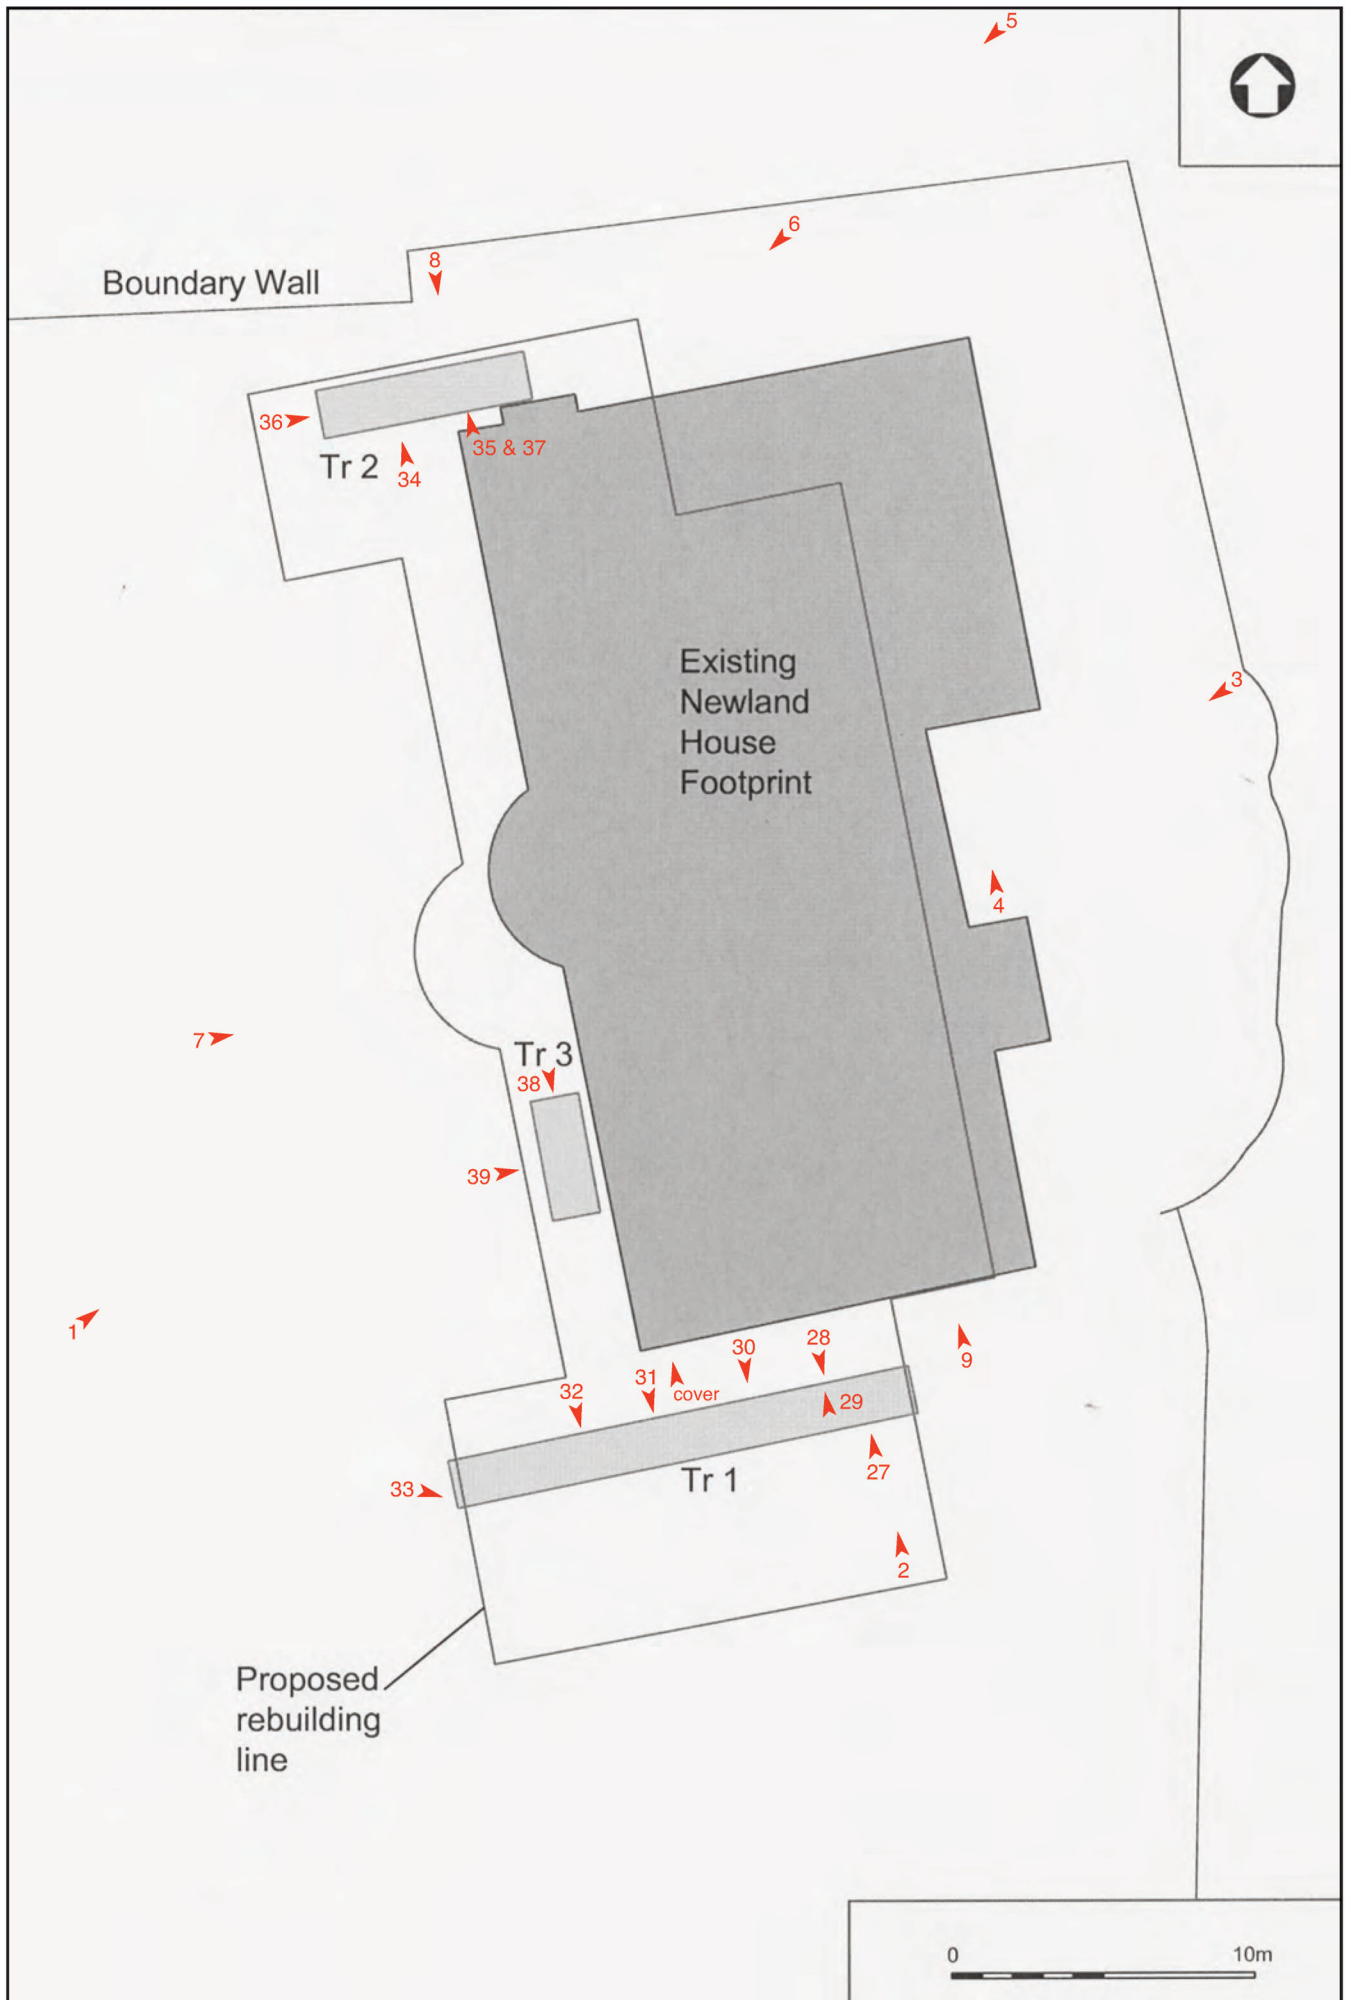 5
6
8
Boundary Wall
36
35 & 37
Tr 2
34
Existing
Newland
House
Footprint
3
4
7
Tr 3
38
39
1
28
30
9
31
cover
32
29
27
Tr 1
33
2
Proposed
rebuilding
line
0
10m